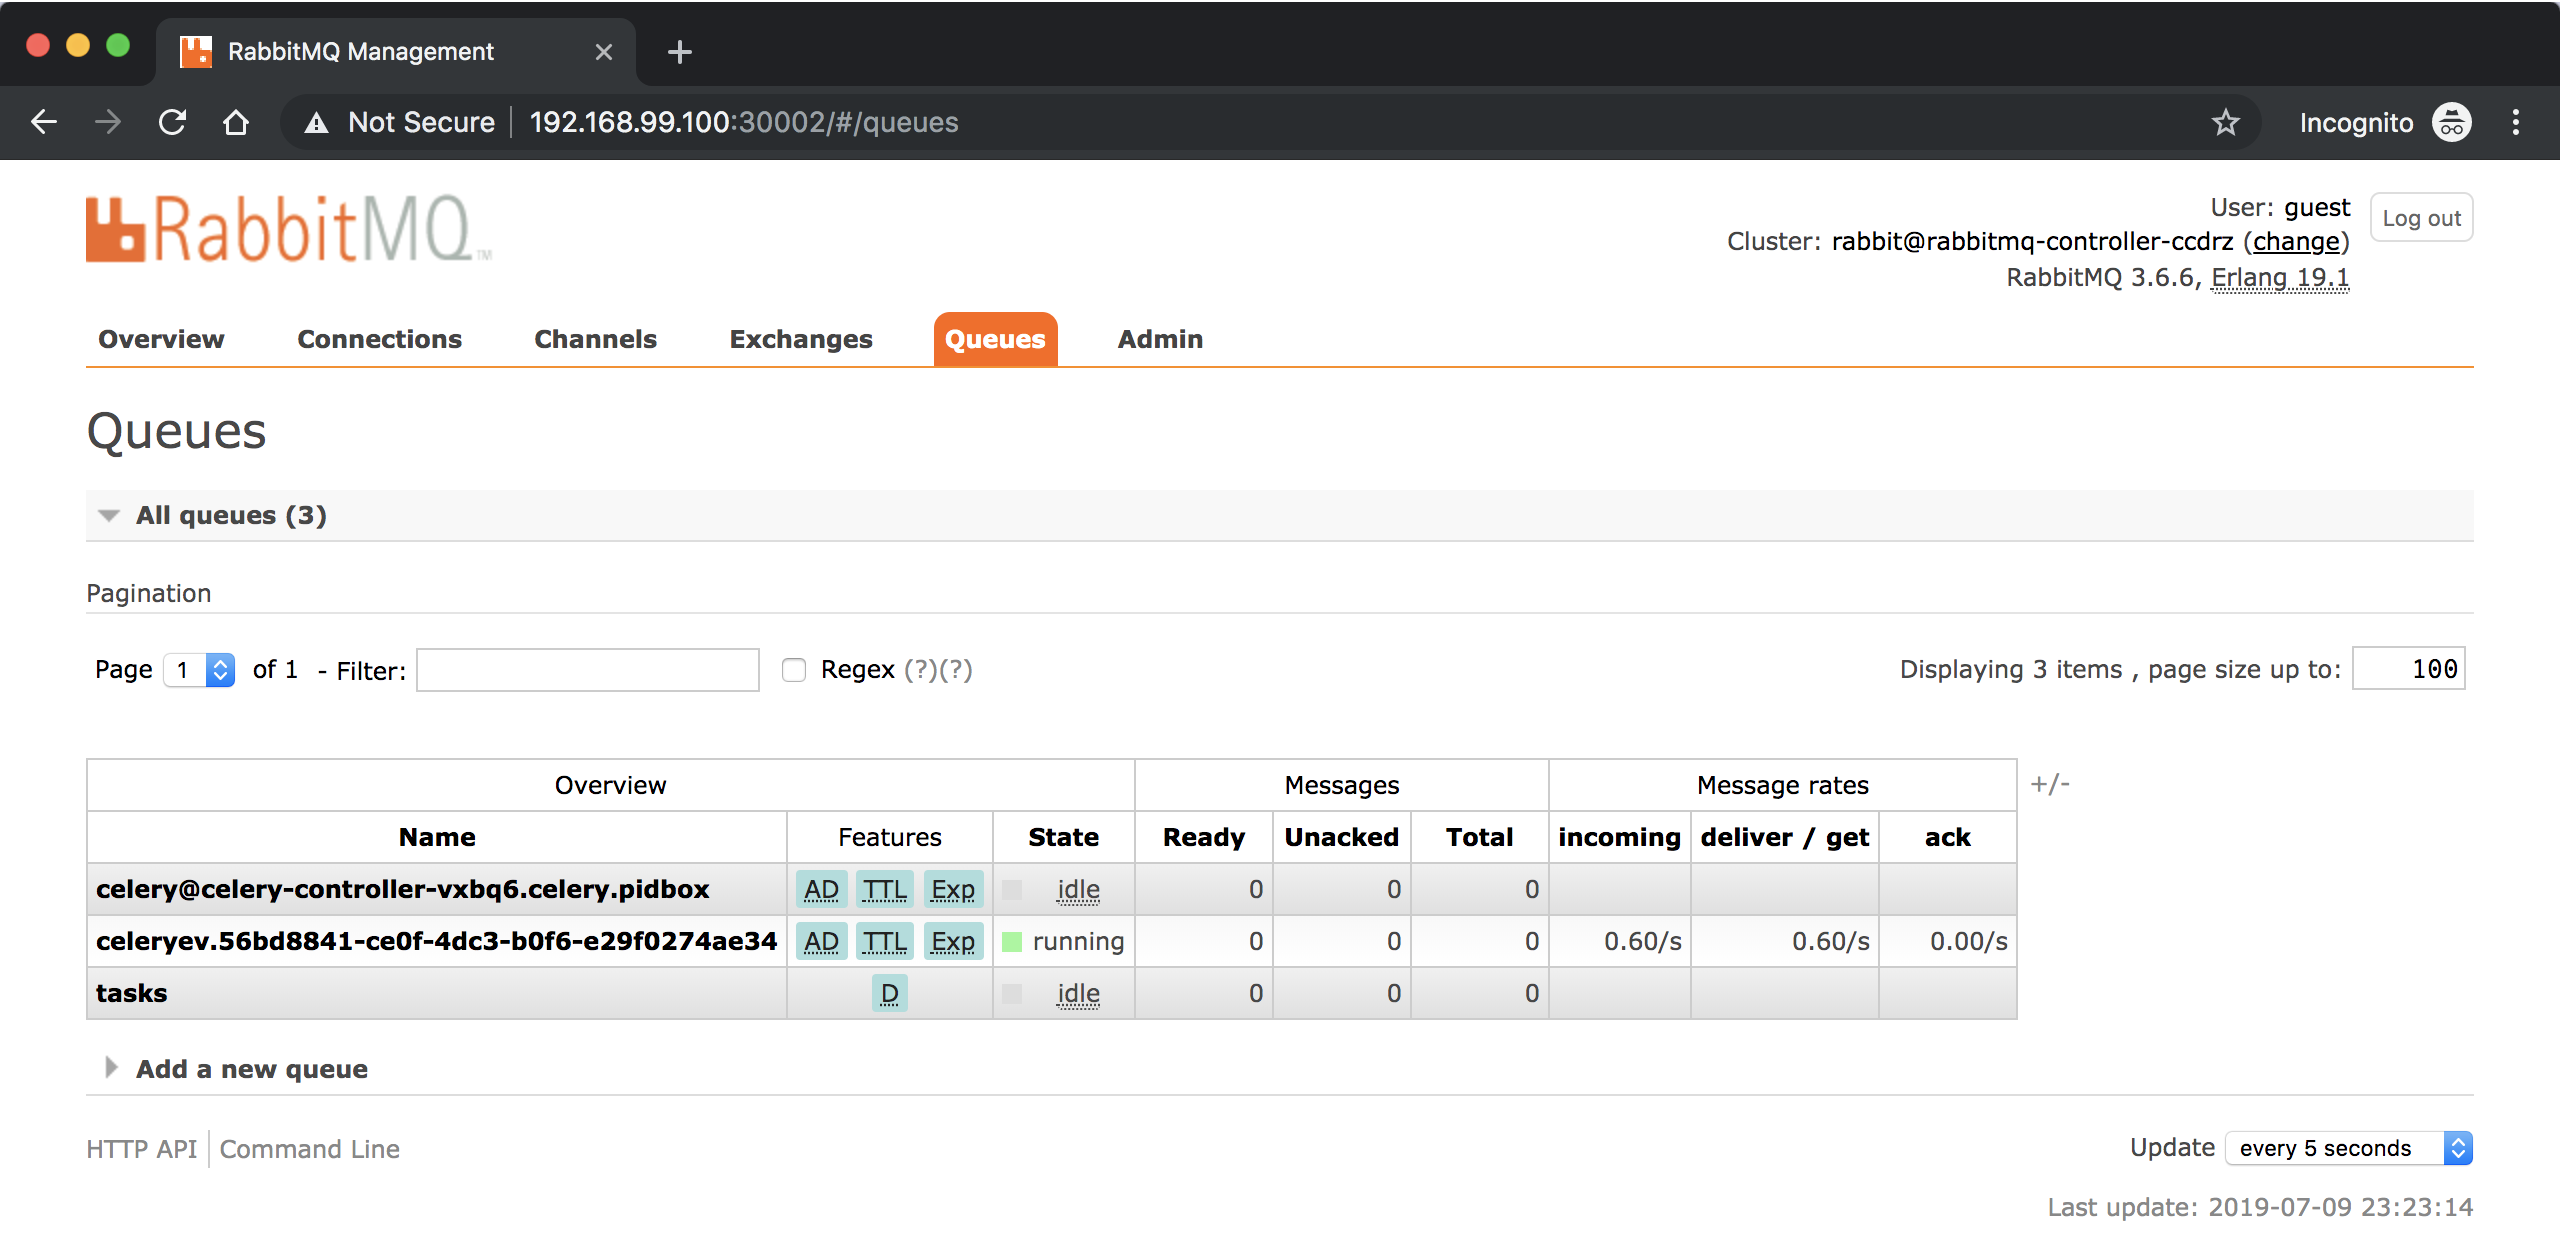 RabbitMQ Management
Not Secure 192.168.99.100:30002/#/queues Incognito
RabbitMQ™
User: guest Log out
Cluster: rabbit@rabbitmq-controller-ccdrz (change)
RabbitMQ 3.6.6, Erlang 19.1
Overview Connections Channels Exchanges Queues Admin
Queues
All queues (3)
Pagination
Page 1 of 1 - Filter: Regex (?)(?) Displaying 3 items , page size up to: 100
Overview Messages Message rates +/-
Name Features State Ready Unacked Total incoming deliver / get ack
celery@celery-controller-vxbq6.celery.pidbox AD TTL Exp idle 0 0 0
celeryev.56bd8841-ce0f-4dc3-b0f6-e29f0274ae34 AD TTL Exp running 0 0 0 0.60/s 0.60/s 0.00/s
tasks D idle 0 0 0
Add a new queue
HTTP API Command Line Update every 5 seconds
Last update: 2019-07-09 23:23:14